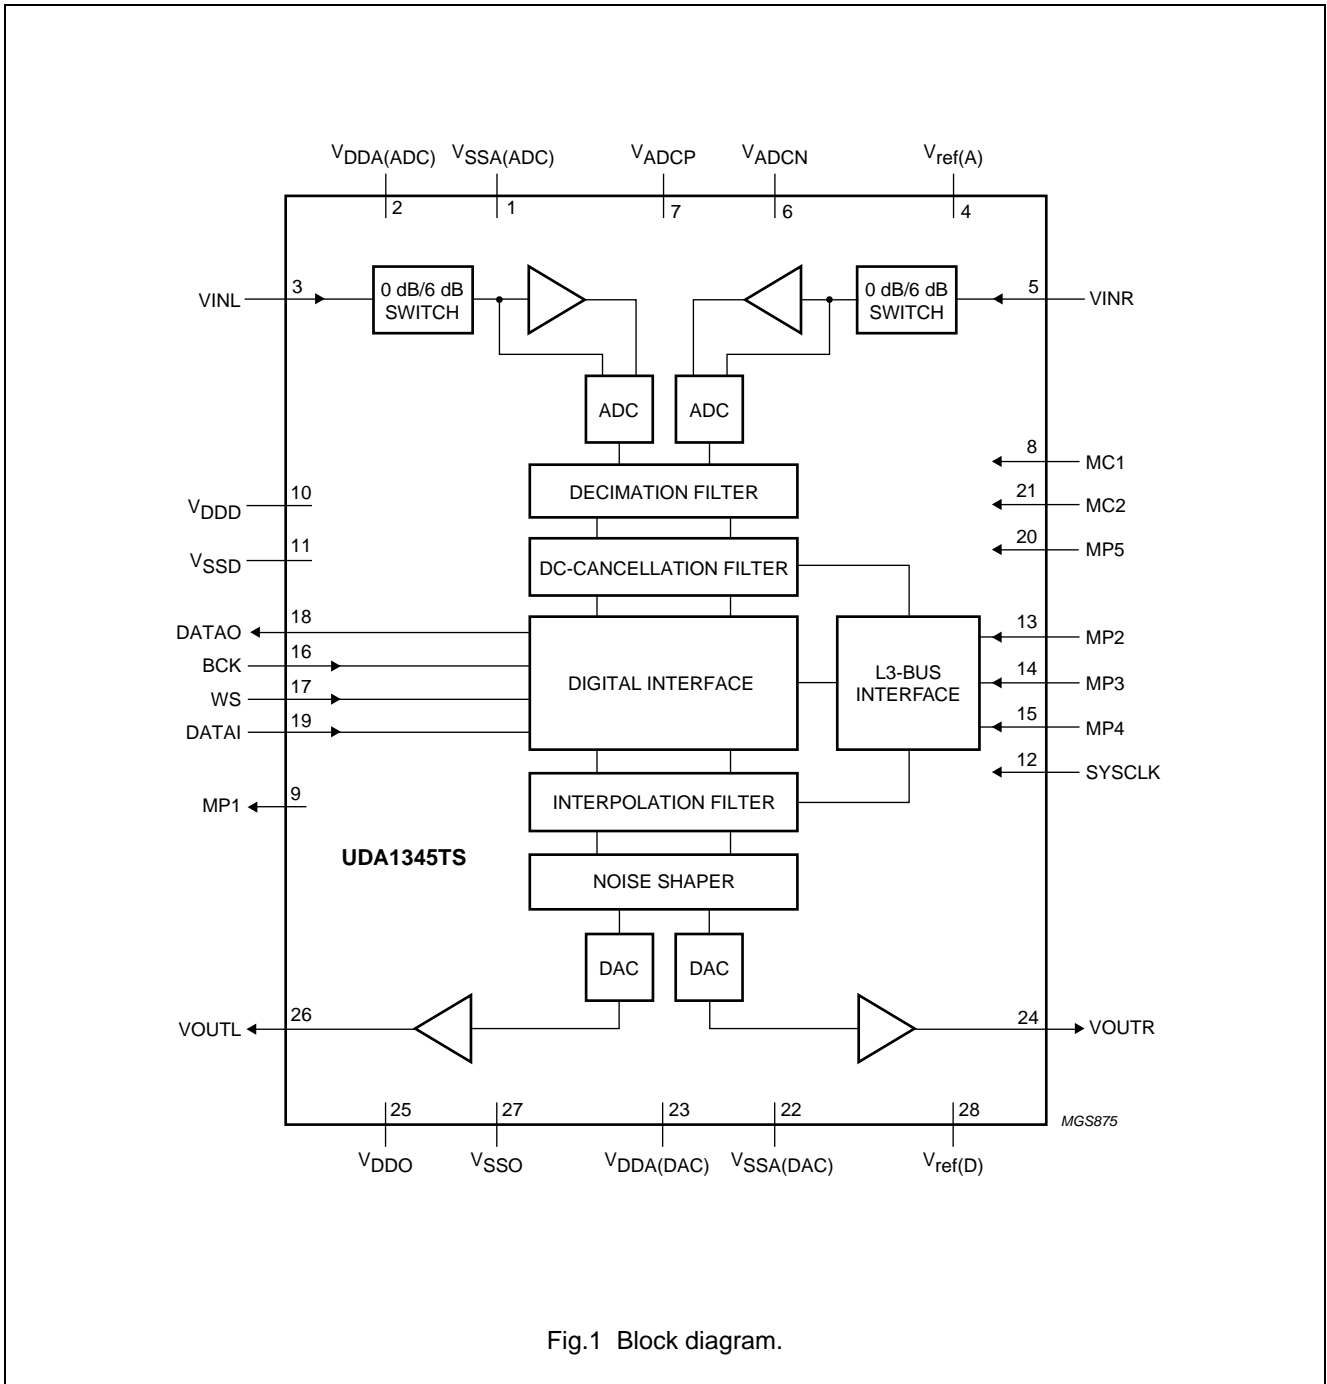 VDDA(ADC) VSSA(ADC) VADCP VADCN Vref(A)
2 1 7 6 4
VINL 3 0 dB/6 dB SWITCH 0 dB/6 dB SWITCH 5 VINR
ADC ADC
8 MC1
DECIMATION FILTER
VDDD 10
21 MC2
VSSD 11
20 MP5
DC-CANCELLATION FILTER
DATAO 18
13 MP2
BCK 16
DIGITAL INTERFACE
L3-BUS INTERFACE
14 MP3
WS 17
15 MP4
DATAI 19
12 SYSCLK
MP1 9
INTERPOLATION FILTER
UDA1345TS
NOISE SHAPER
DAC DAC
VOUTL 26 24 VOUTR
25 27 23 22 28
MGS875
VDDO VSSO VDDA(DAC) VSSA(DAC) Vref(D)
Fig.1 Block diagram.